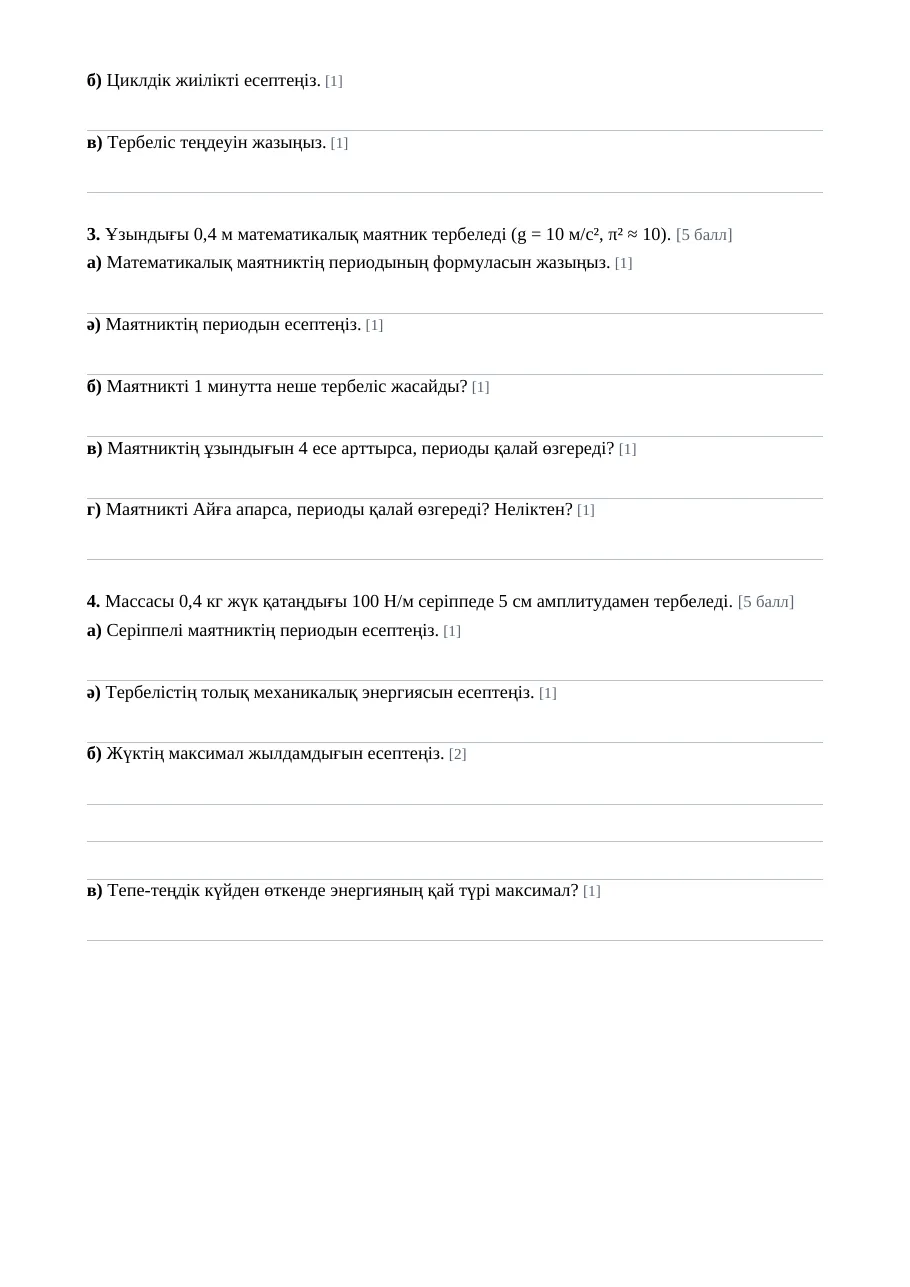 б) Циклдік жиілікті есептеңіз. [1]
в) Тербеліс теңдеуін жазыңыз. [1]
3. Ұзындығы 0,4 м математикалық маятник тербеледі (g = 10 м/с², π² ≈ 10). [5 балл]
а) Математикалық маятниктің периодының формуласын жазыңыз. [1]
ә) Маятниктің периодын есептеңіз. [1]
б) Маятникті 1 минутта неше тербеліс жасайды? [1]
в) Маятниктің ұзындығын 4 есе арттырса, периоды қалай өзгереді? [1]
г) Маятникті Айға апарса, периоды қалай өзгереді? Неліктен? [1]
4. Массасы 0,4 кг жүк қатаңдығы 100 Н/м серіппеде 5 см амплитудамен тербеледі. [5 балл]
а) Серіппелі маятниктің периодын есептеңіз. [1]
ә) Тербелістің толық механикалық энергиясын есептеңіз. [1]
б) Жүктің максимал жылдамдығын есептеңіз. [2]
в) Тепе-теңдік күйден өткенде энергияның қай түрі максимал? [1]